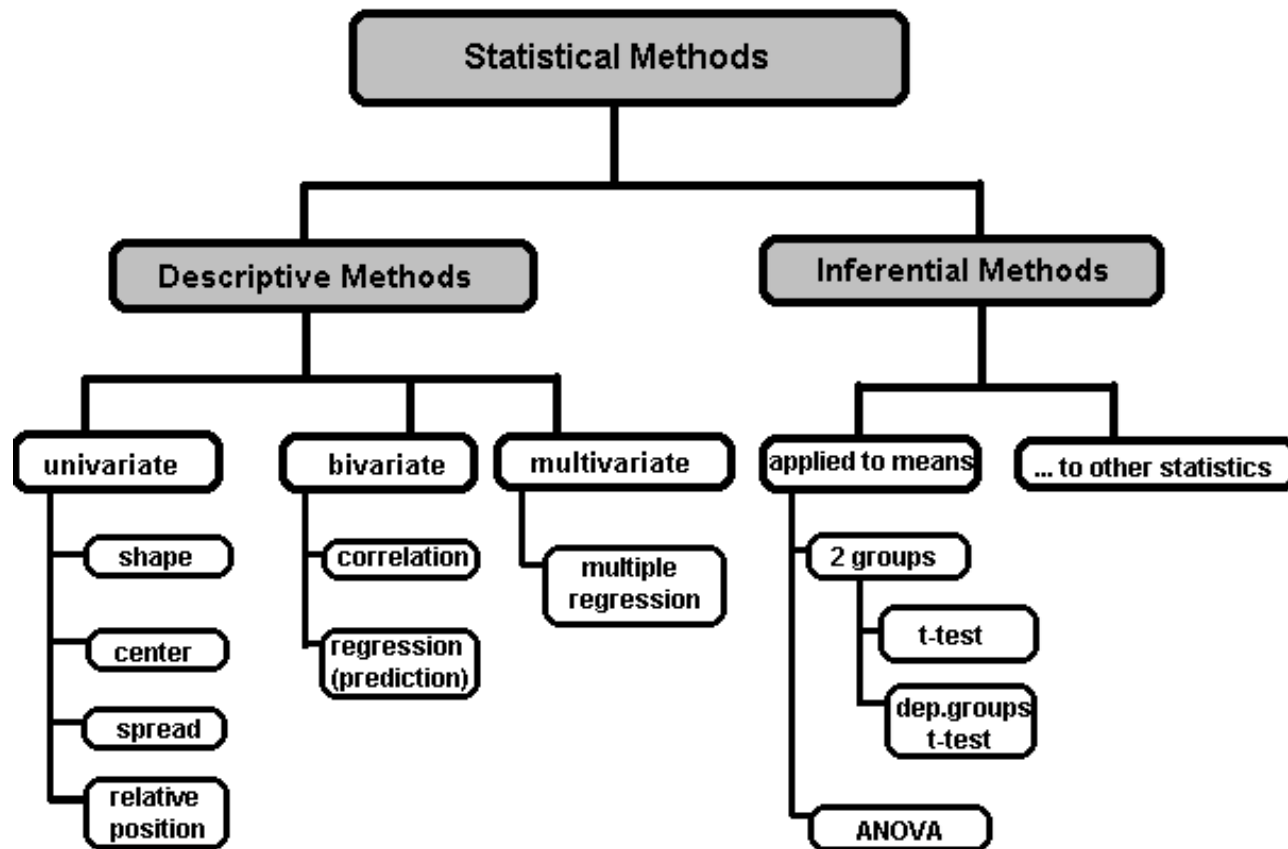 Statistical Methods
Descriptive Methods
Inferential Methods
univariate
bivariate
multivariate
applied to means
... to other statistics
shape
center
spread
relative
position
correlation
regression
(prediction)
multiple
regression
2 groups
t-test
dep.groups
t-test
ANOVA